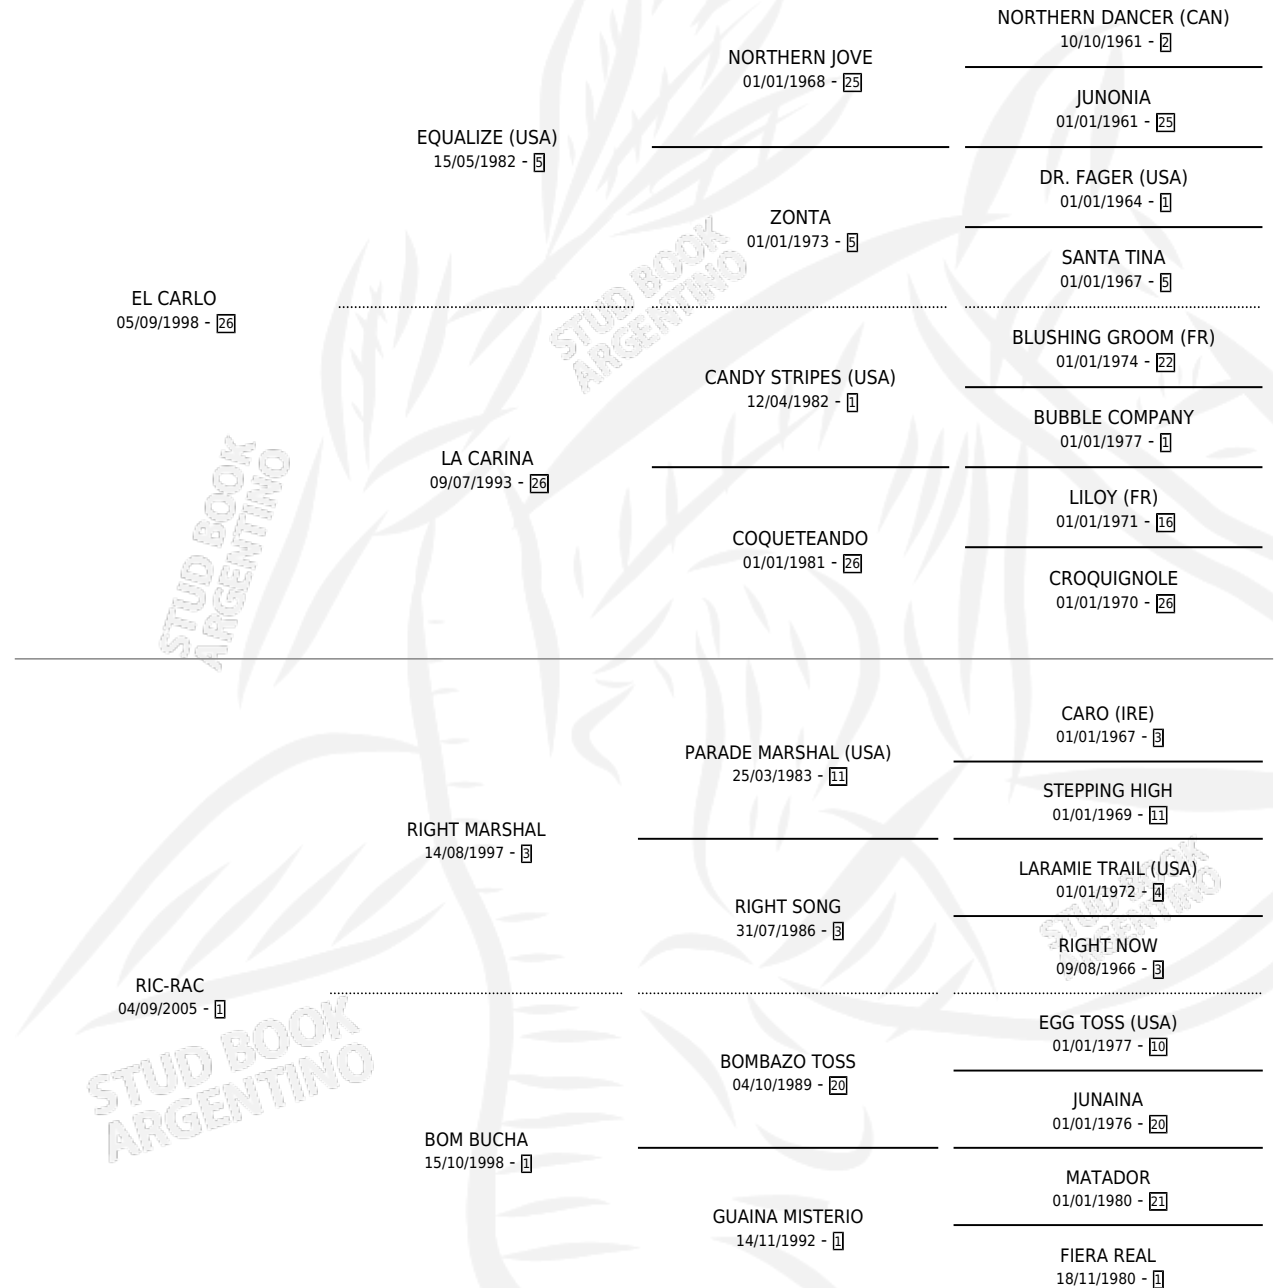 NORTHERN DANCER (CAN)
10/10/1961 - 2
NORTHERN JOVE
01/01/1968 - 25
JUNONIA
01/01/1961 - 25
EQUALIZE (USA)
15/05/1982 - 5
DR. FAGER (USA)
01/01/1964 - 1
ZONTA
01/01/1973 - 5
SANTA TINA
01/01/1967 - 5
EL CARLO
05/09/1998 - 26
BLUSHING GROOM (FR)
01/01/1974 - 22
CANDY STRIPES (USA)
12/04/1982 - 1
BUBBLE COMPANY
01/01/1977 - 1
LA CARINA
09/07/1993 - 26
LILOY (FR)
01/01/1971 - 16
COQUETEANDO
01/01/1981 - 26
CROQUIGNOLE
01/01/1970 - 26
CARO (IRE)
01/01/1967 - 3
PARADE MARSHAL (USA)
25/03/1983 - 11
STEPPING HIGH
01/01/1969 - 11
RIGHT MARSHAL
14/08/1997 - 3
LARAMIE TRAIL (USA)
01/01/1972 - 4
RIGHT SONG
31/07/1986 - 3
RIGHT NOW
09/08/1966 - 3
RIC-RAC
04/09/2005 - 1
EGG TOSS (USA)
01/01/1977 - 10
BOMBAZO TOSS
04/10/1989 - 20
JUNAINA
01/01/1976 - 20
BOM BUCHA
15/10/1998 - 1
MATADOR
01/01/1980 - 21
GUAINA MISTERIO
14/11/1992 - 1
FIERA REAL
18/11/1980 - 1
STUD BOOK
ARGENTINO
STUD BOOK
ARGENTINO
STUD BOOK
ARGENTINO
STUD BOOK
ARGENTINO